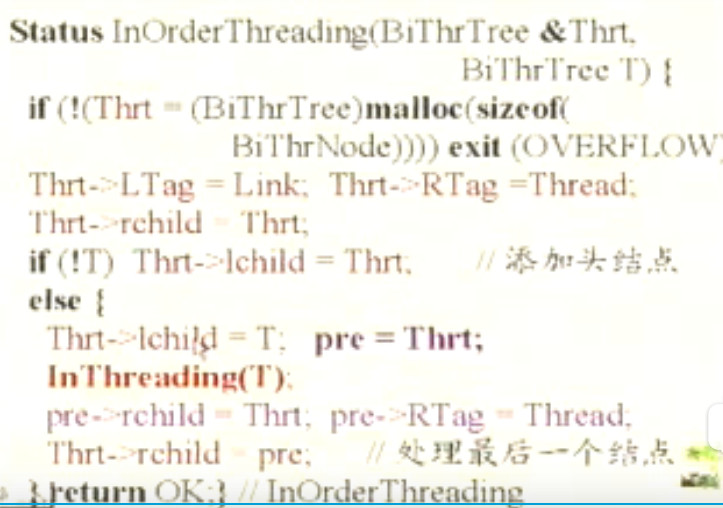 Status InOrderThreading(BiThrTree &Thrt,
BiThrTree T) {
if (!(Thrt = (BiThrTree)malloc(sizeof(
BiThrNode)))) exit (OVERFLOW)
Thrt->LTag = Link; Thrt->RTag =Thread;
Thrt->rchild = Thrt;
if (!T) Thrt->lchild = Thrt; // 添加头结点
else {
Thrt->lchild = T; pre = Thrt;
InThreading(T);
pre->rchild = Thrt; pre->RTag = Thread;
Thrt->rchild = pre; // 处理最后一个结点
} return OK;} // InOrderThreading